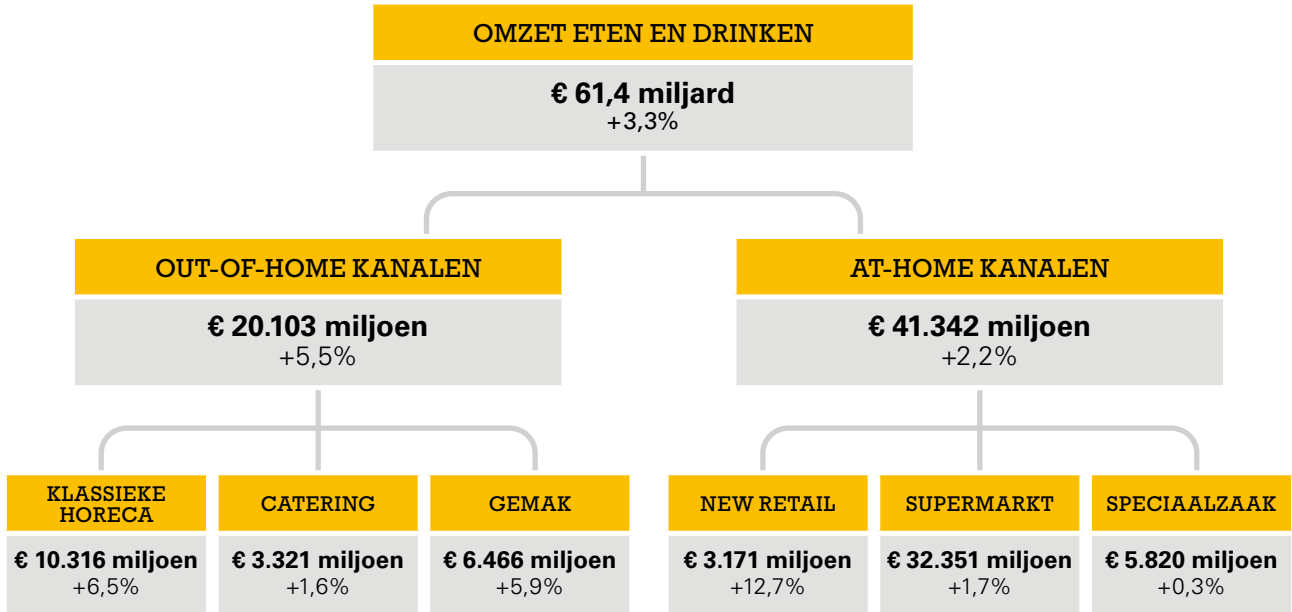 OMZET ETEN EN DRINKEN
€ 61,4 miljard
+3,3%
OUT-OF-HOME KANALEN
€ 20.103 miljoen
+5,5%
AT-HOME KANALEN
€ 41.342 miljoen
+2,2%
KLASSIEKE
HORECA
€ 10.316 miljoen
+6,5%
CATERING
€ 3.321 miljoen
+1,6%
GEMAK
€ 6.466 miljoen
+5,9%
NEW RETAIL
€ 3.171 miljoen
+12,7%
SUPERMARKT
€ 32.351 miljoen
+1,7%
SPECIAALZAAK
€ 5.820 miljoen
+0,3%